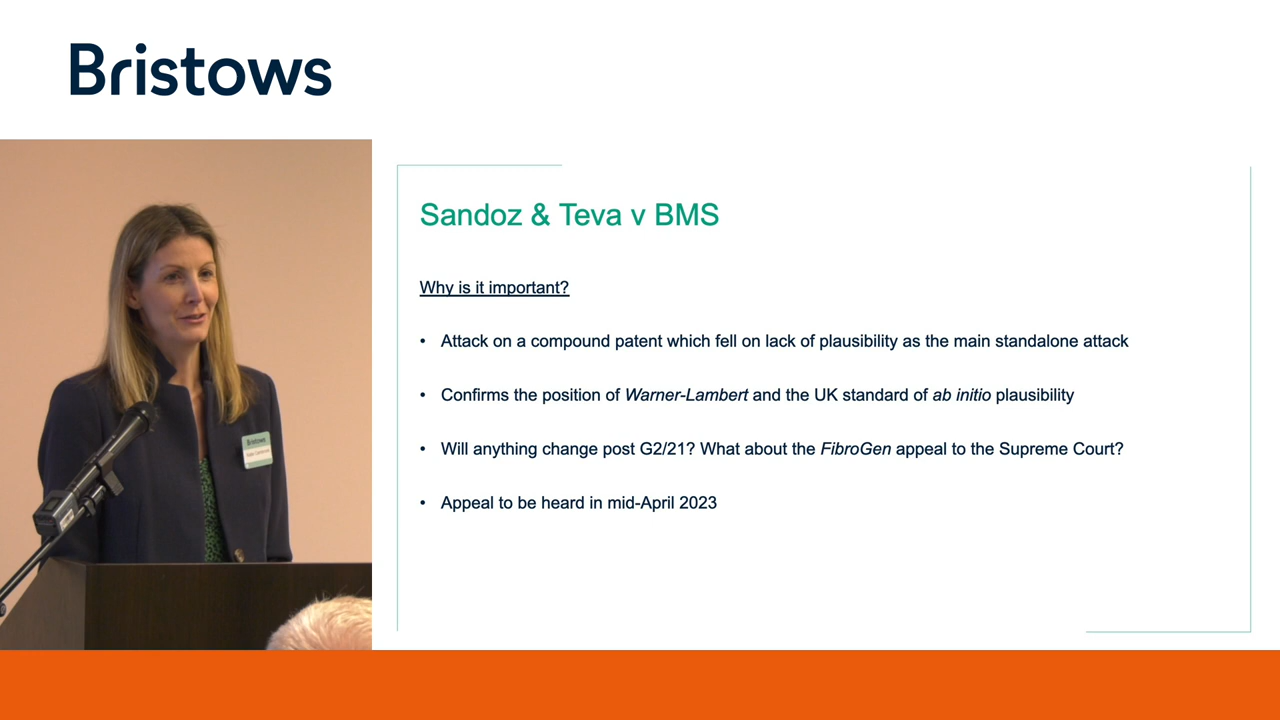 Bristows
Sandoz & Teva v BMS
Why is it important?
• Attack on a compound patent which fell on lack of plausibility as the main standalone attack
• Confirms the position of Warner-Lambert and the UK standard of ab initio plausibility
• Will anything change post G2/21? What about the FibroGen appeal to the Supreme Court?
• Appeal to be heard in mid-April 2023
Bristows